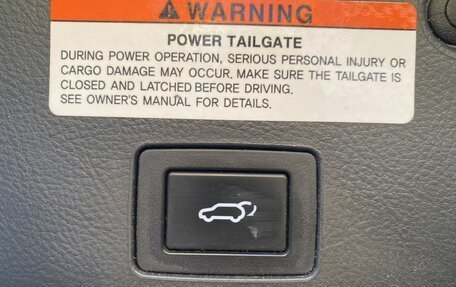 WARNING
POWER TAILGATE
DURING POWER OPERATION, SERIOUS PERSONAL INJURY OR
CARGO DAMAGE MAY OCCUR. MAKE SURE THE TAILGATE IS
CLOSED AND LATCHED BEFORE DRIVING.
SEE OWNER'S MANUAL FOR DETAILS.